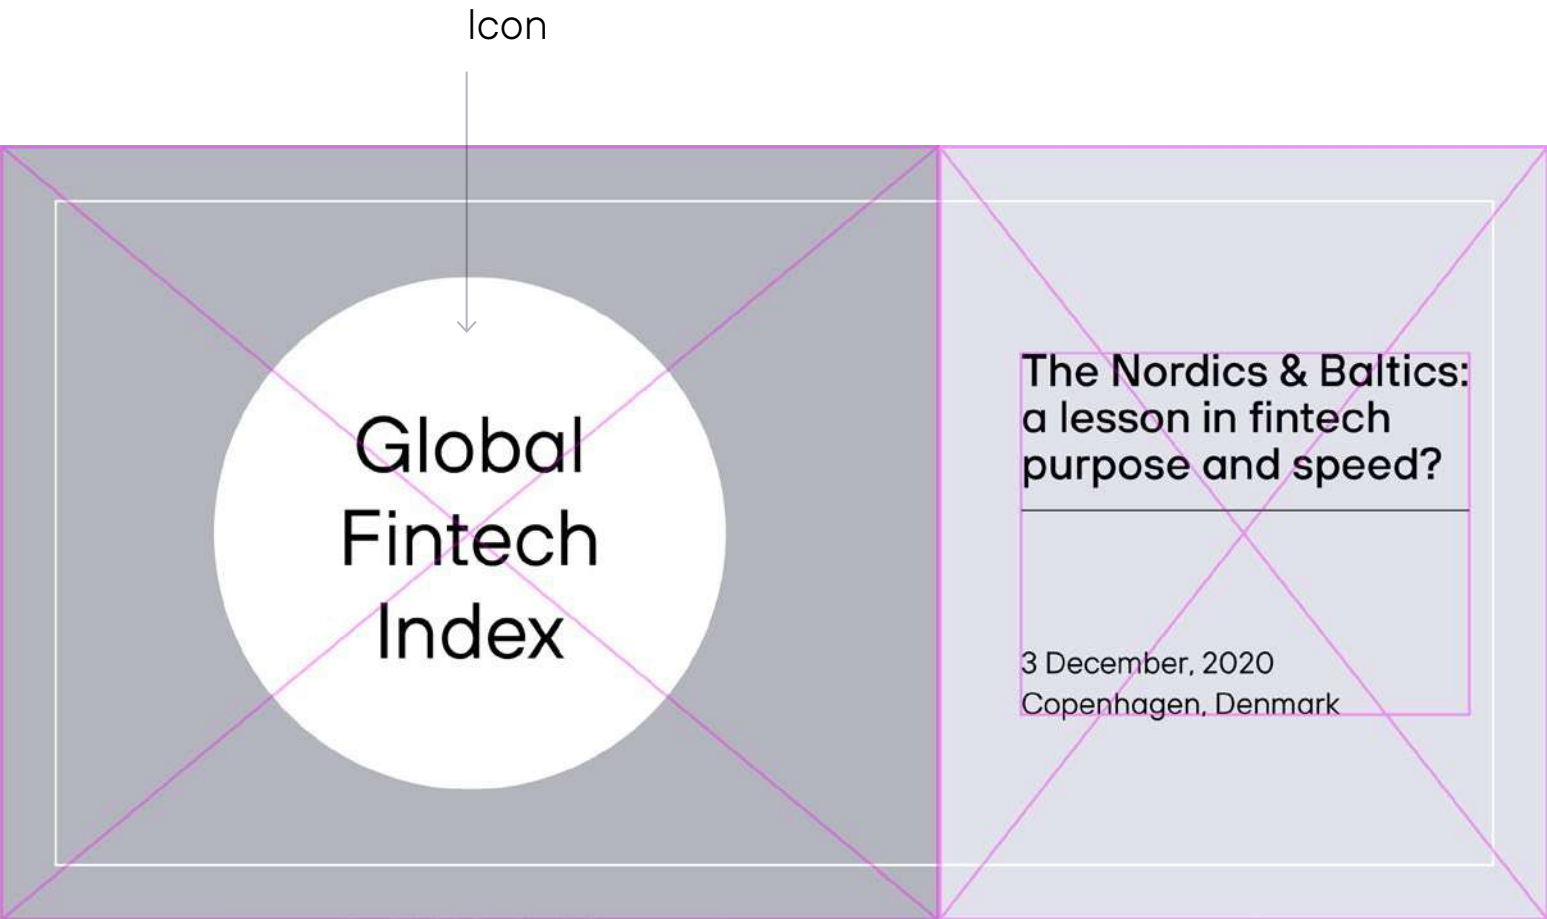 Icon
Global
Fintech
Index
The Nordics & Baltics:
a lesson in fintech
purpose and speed?
3 December, 2020
Copenhagen, Denmark